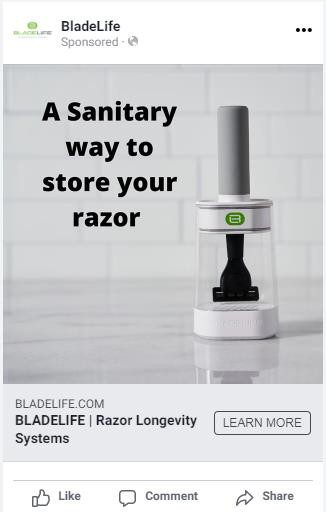 BLADELIFE
BladeLife
Sponsored ·
A Sanitary
way to
store your
razor
BLADELIFE.COM
BLADELIFE | Razor Longevity
Systems
LEARN MORE
Like
Comment
Share